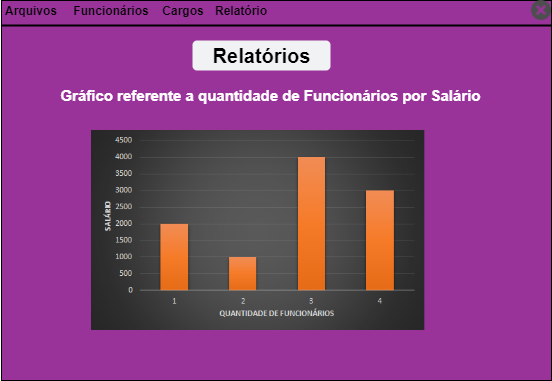 Arquivos Funcionários Cargos Relatório
Relatórios
Gráfico referente a quantidade de Funcionários por Salário
4500
4000
3500
3000
2500
2000
1500
1000
500
0
SALÁRIO
1 2 3 4
QUANTIDADE DE FUNCIONÁRIOS